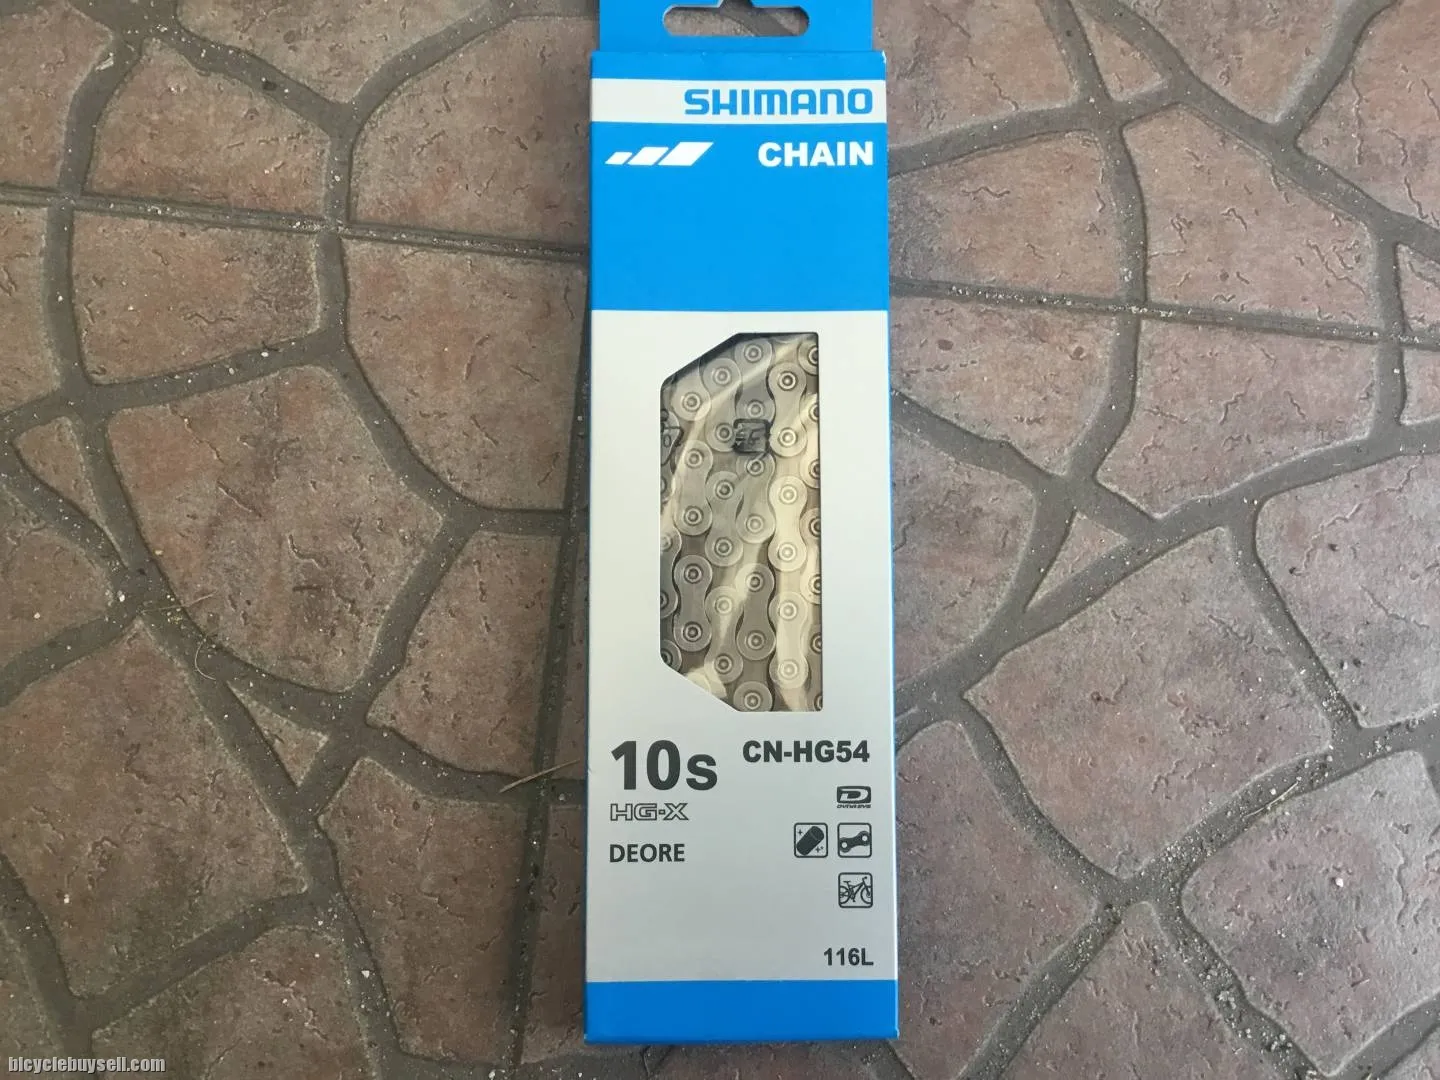 SHIMANO
CHAIN
10s
CN-HG54
HG-X
DEORE
116L
bicyclebuysell.com